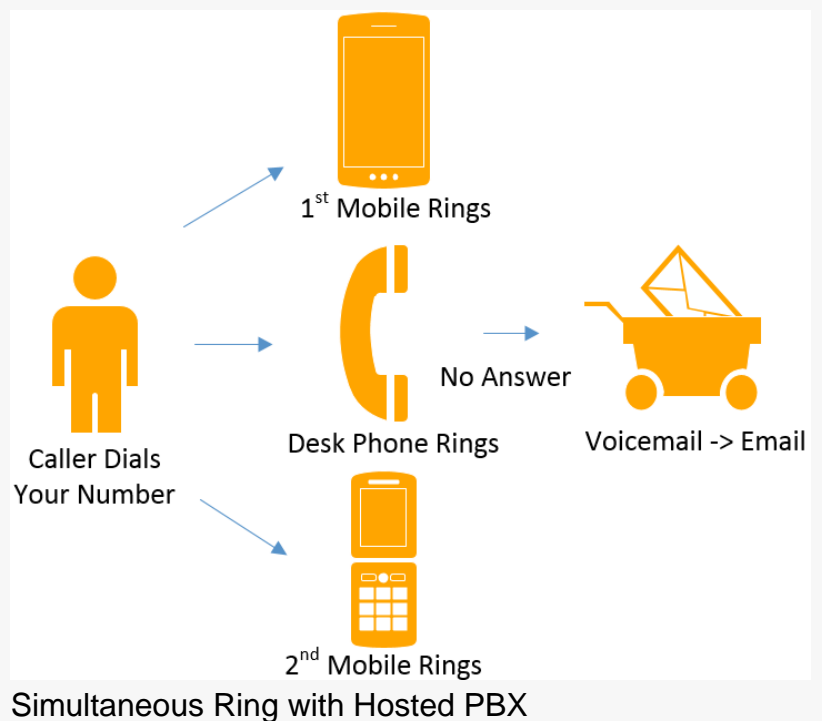 1st Mobile Rings
No Answer
Desk Phone Rings
Voicemail -> Email
Caller Dials
Your Number
2nd Mobile Rings
Simultaneous Ring with Hosted PBX